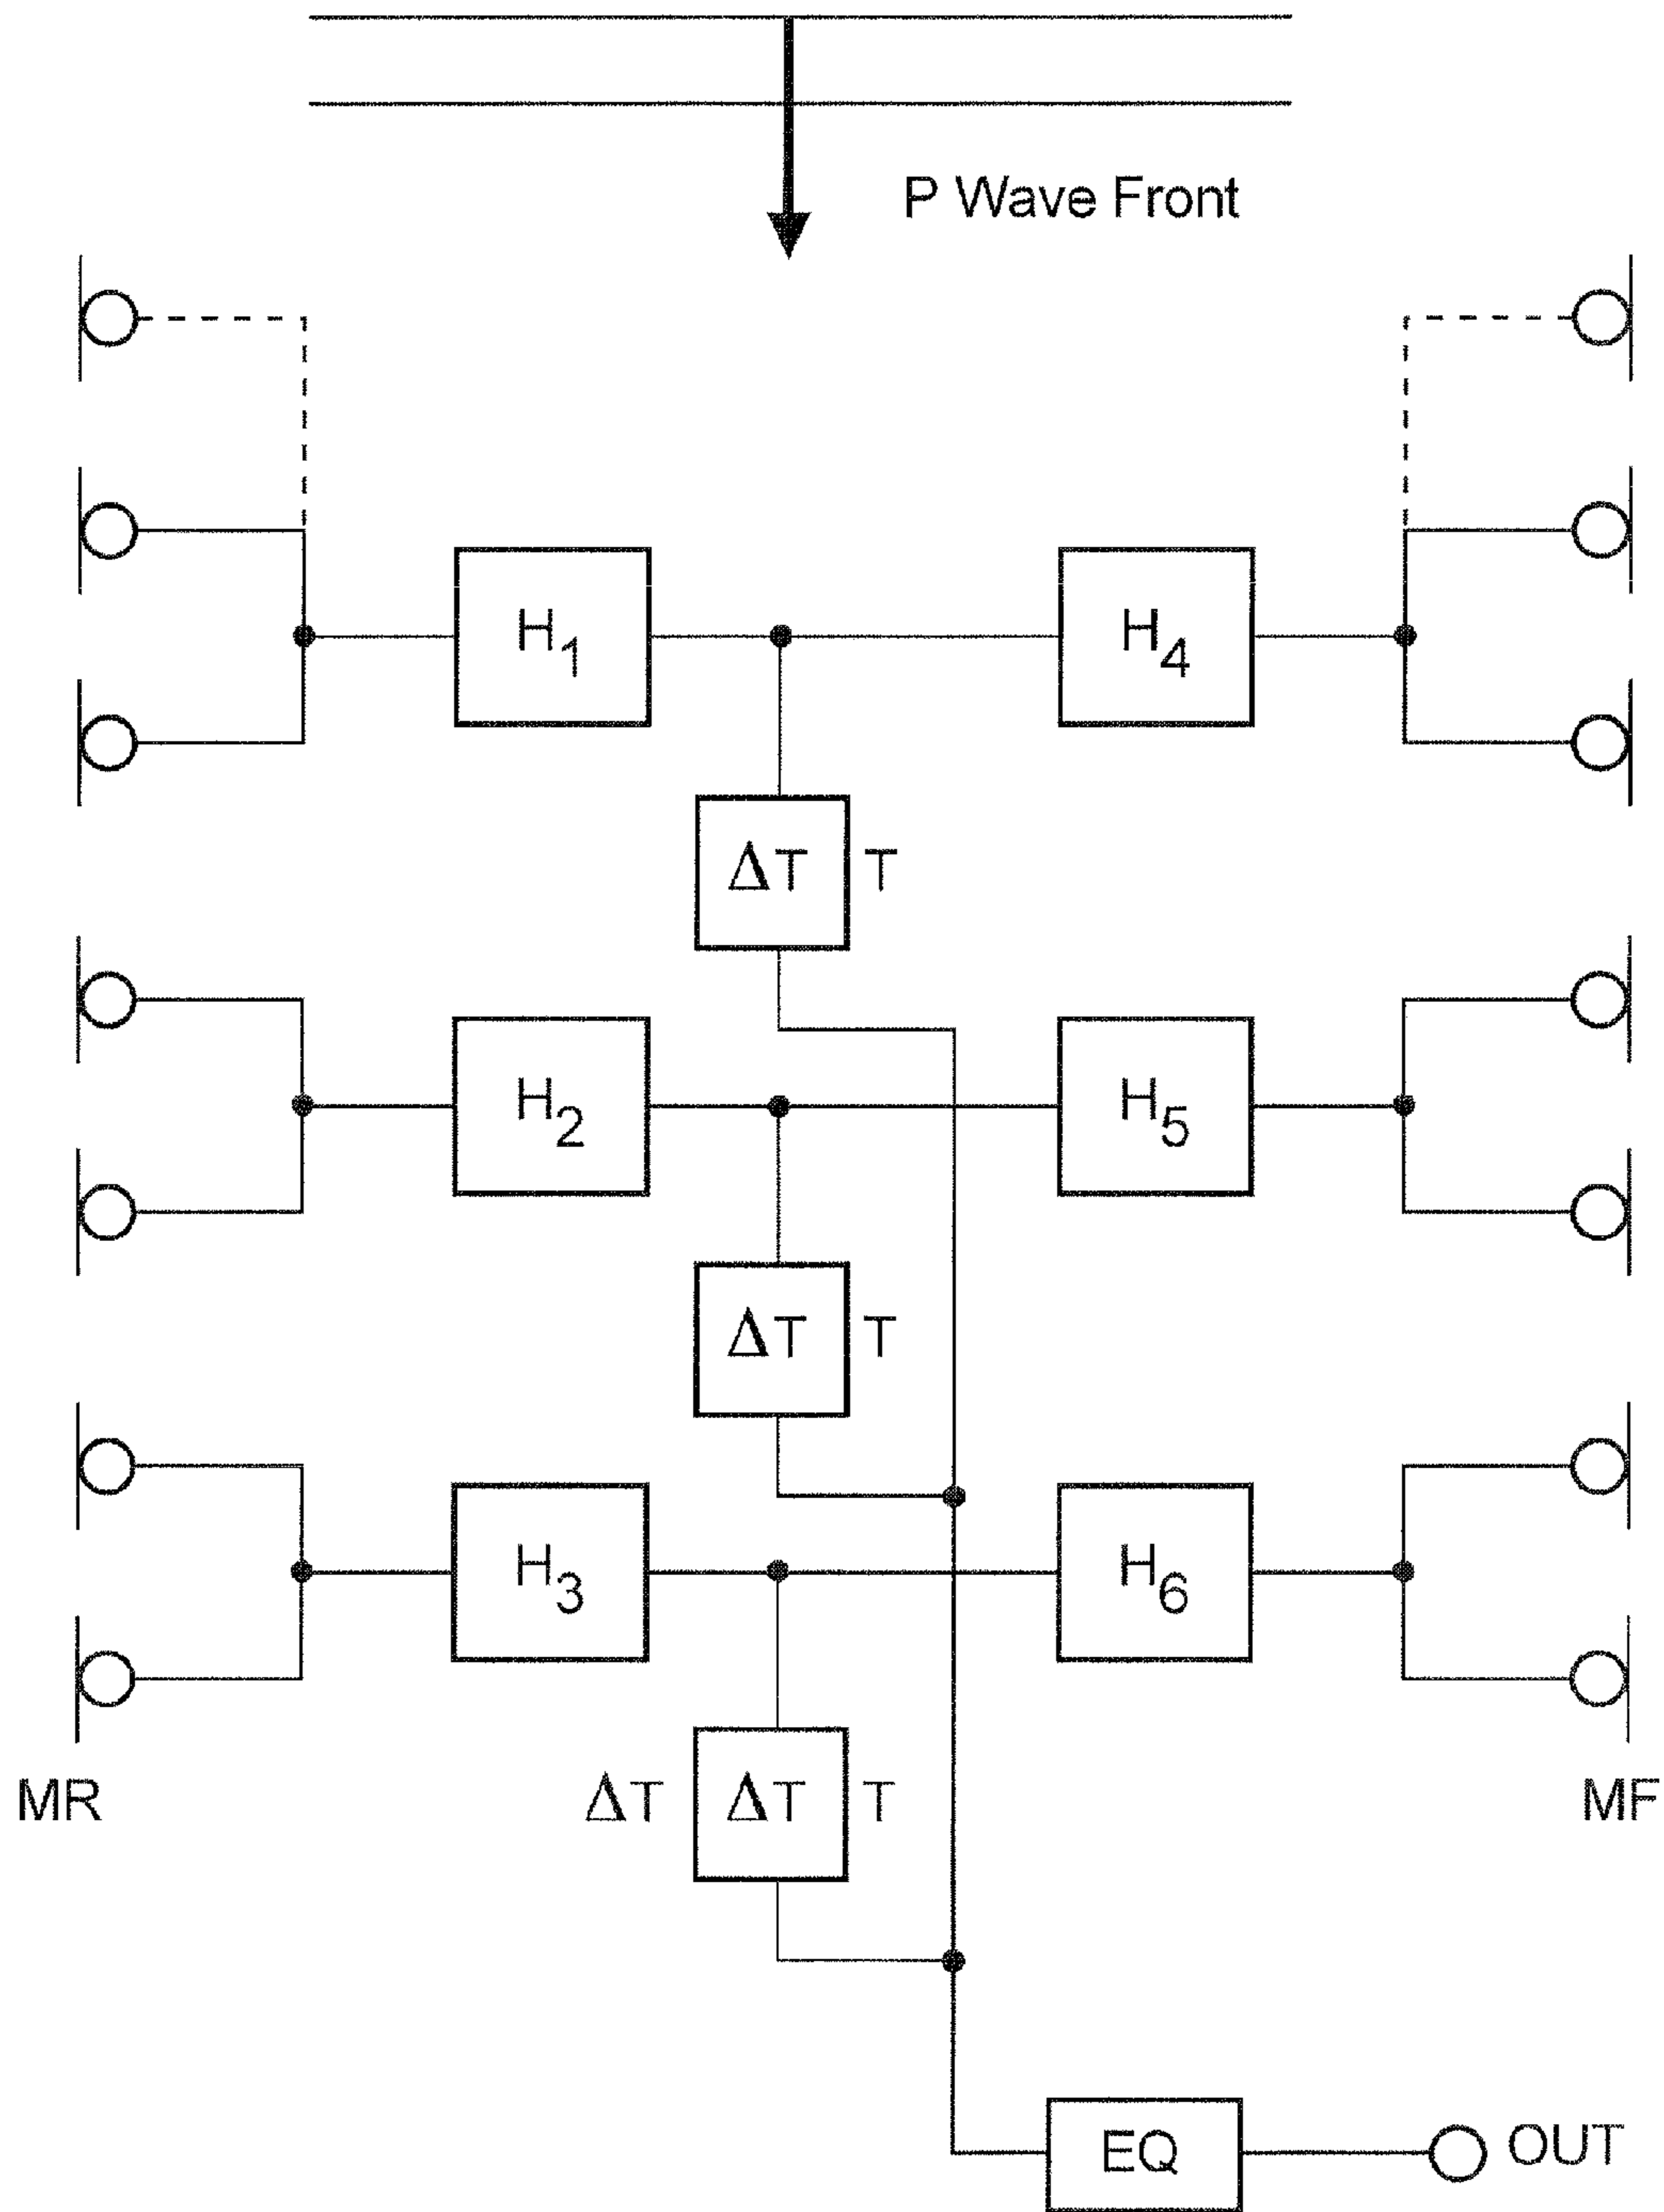 P Wave Front
H1 H4
ΔT T
H2 H5
ΔT T
H3 H6
MR ΔT ΔT T MF
EQ OUT